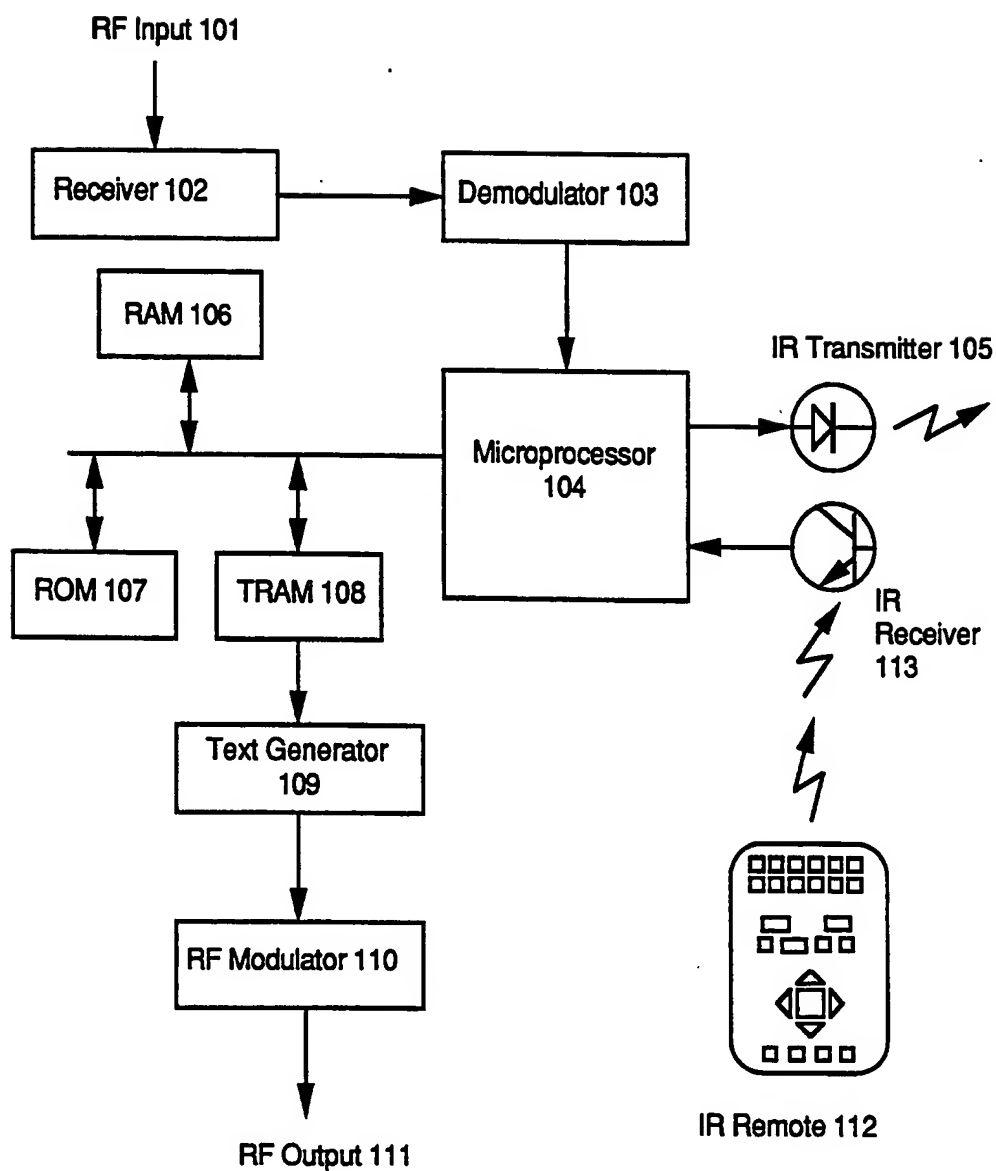 RF Input 101
Receiver 102
Demodulator 103
RAM 106
IR Transmitter 105
Microprocessor
104
ROM 107
TRAM 108
IR
Receiver
113
Text Generator
109
RF Modulator 110
IR Remote 112
RF Output 111